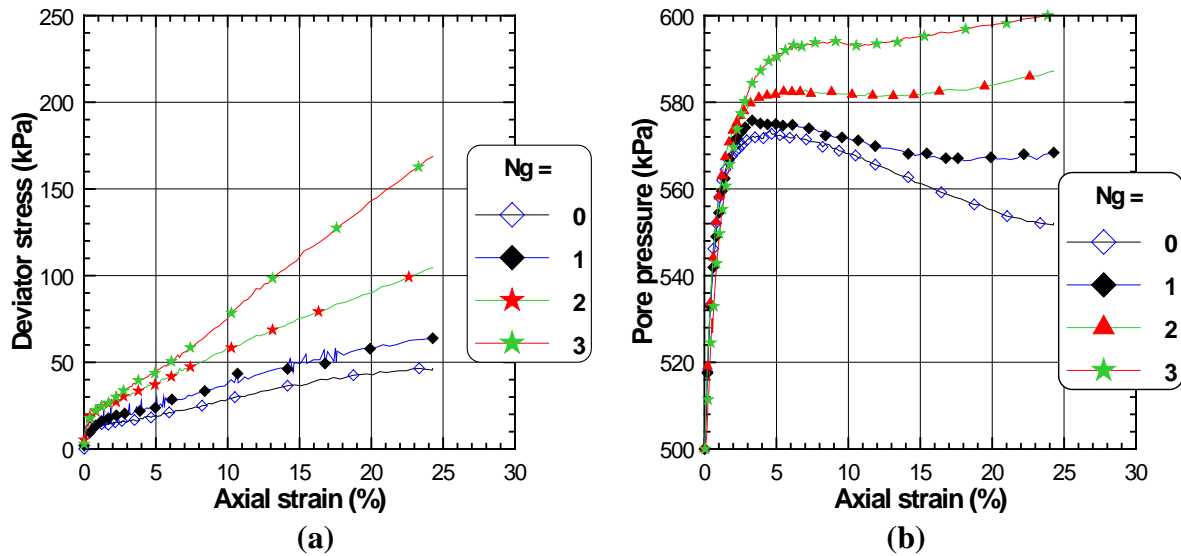 250
200
150
100
50
0
Deviator stress (kPa)
0 5 10 15 20 25 30
Axial strain (%)
Ng =
0
1
2
3
(a)
600
580
560
540
520
500
Pore pressure (kPa)
0 5 10 15 20 25 30
Axial strain (%)
Ng =
0
1
2
3
(b)